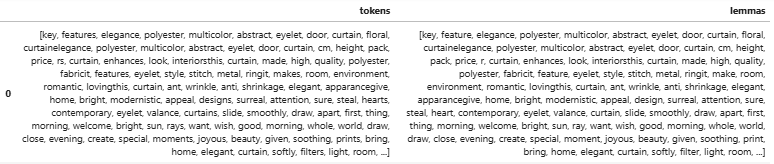 tokens lemmas
[key, features, elegance, polyester, multicolor, abstract, eyelet, door, curtain, floral, [key, feature, elegance, polyester, multicolor, abstract, eyelet, door, curtain, floral,
curtainelegance, polyester, multicolor, abstract, eyelet, door, curtain, cm, height, pack, curtainelegance, polyester, multicolor, abstract, eyelet, door, curtain, cm, height,
price, rs, curtain, enhances, look, interiorsthis, curtain, made, high, quality, polyester, pack, price, r, curtain, enhances, look, interiorsthis, curtain, made, high, quality,
fabricit, features, eyelet, style, stitch, metal, ringit, makes, room, environment, polyester, fabricit, feature, eyelet, style, stitch, metal, ringit, make, room,
romantic, lovingthis, curtain, ant, wrinkle, anti, shrinkage, elegant, apparancegive, environment, romantic, lovingthis, curtain, ant, wrinkle, anti, shrinkage, elegant,
0 home, bright, modernistic, appeal, designs, surreal, attention, sure, steal, hearts, apparancegive, home, bright, modernistic, appeal, design, surreal, attention, sure,
contemporary, eyelet, valance, curtains, slide, smoothly, draw, apart, first, thing, steal, heart, contemporary, eyelet, valance, curtain, slide, smoothly, draw, apart, first,
morning, welcome, bright, sun, rays, want, wish, good, morning, whole, world, draw, thing, morning, welcome, bright, sun, ray, want, wish, good, morning, whole, world,
close, evening, create, special, moments, joyous, beauty, given, soothing, prints, bring, draw, close, evening, create, special, moment, joyous, beauty, given, soothing, print,
home, elegant, curtain, softly, filters, light, room, ...] bring, home, elegant, curtain, softly, filter, light, room, ...]